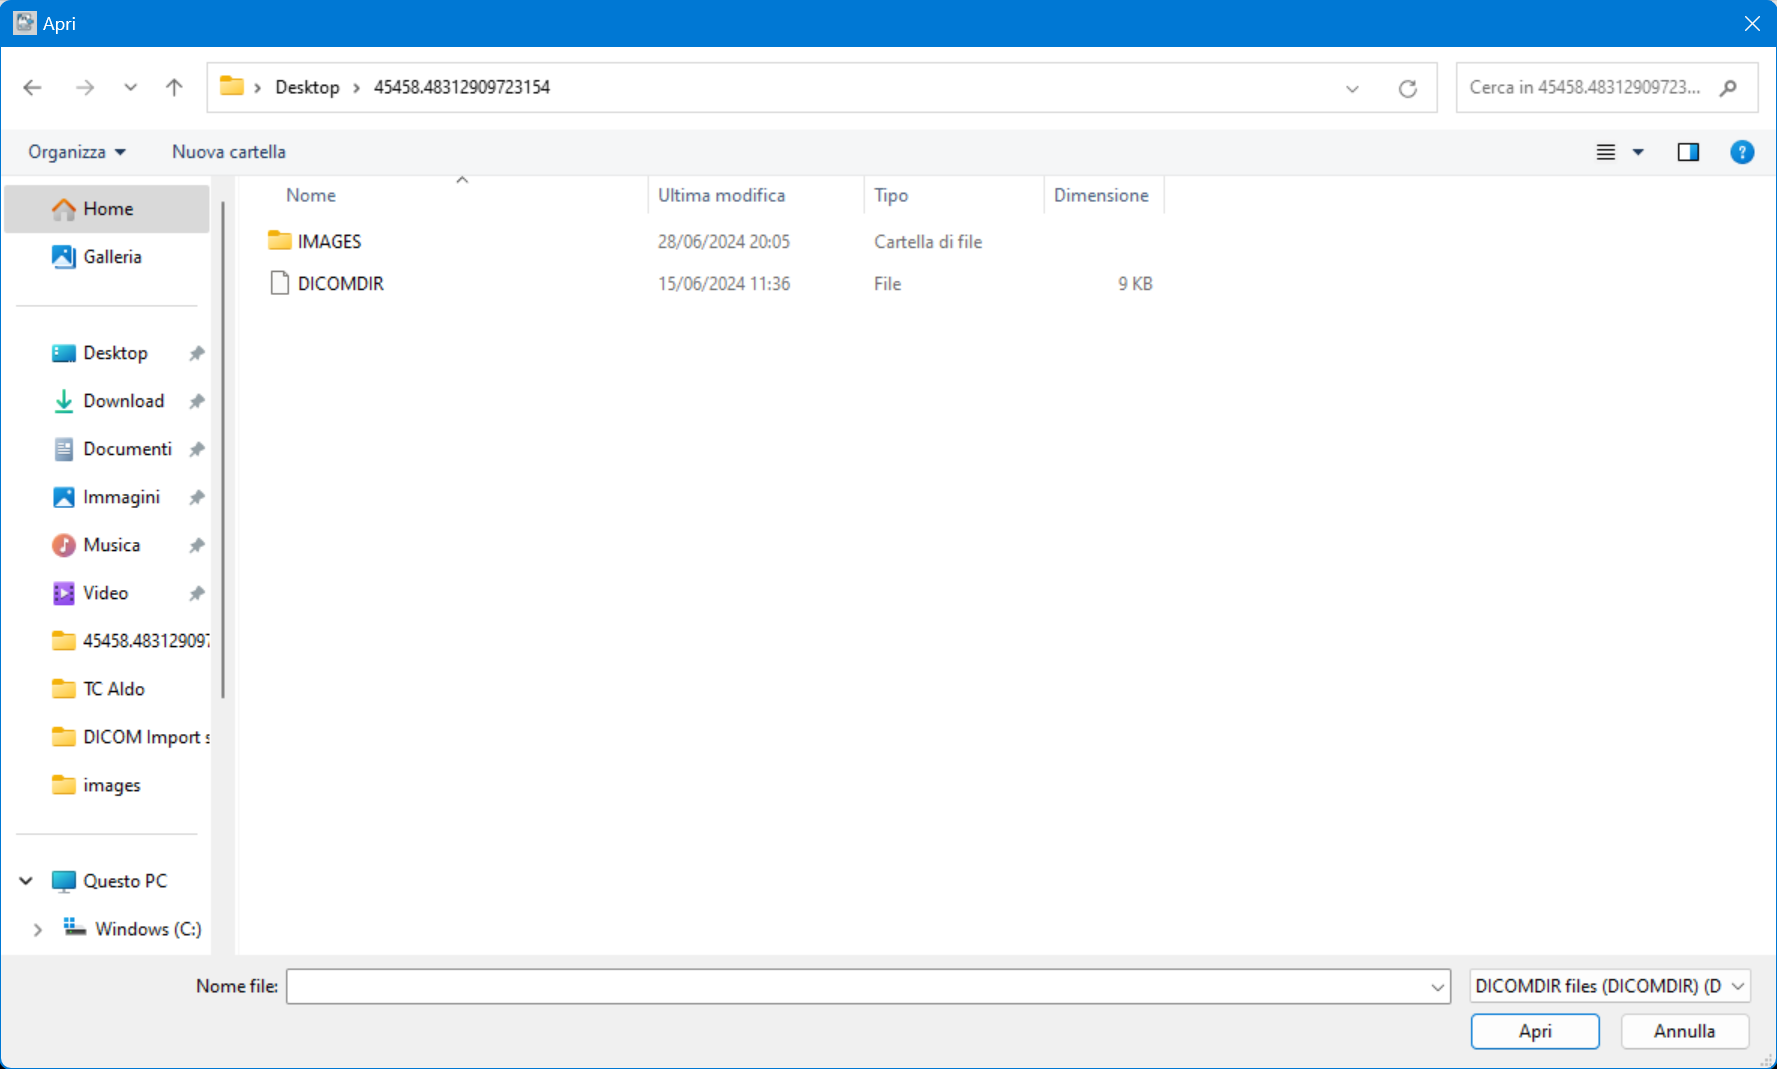 Apri
Desktop > 45458.48312909723154
Cerca in 45458.48312909723...
Organizza
Nuova cartella
?
Nome
Ultima modifica
Tipo
Dimensione
IMAGES
28/06/2024 20:05
Cartella di file
DICOMDIR
15/06/2024 11:36
File
9 KB
Home
Galleria
Desktop
Download
Documenti
Immagini
Musica
Video
45458.483129097
TC Aldo
DICOM Import s
images
Questo PC
Windows (C:)
Nome file:
DICOMDIR files (DICOMDIR) (D
Apri
Annulla